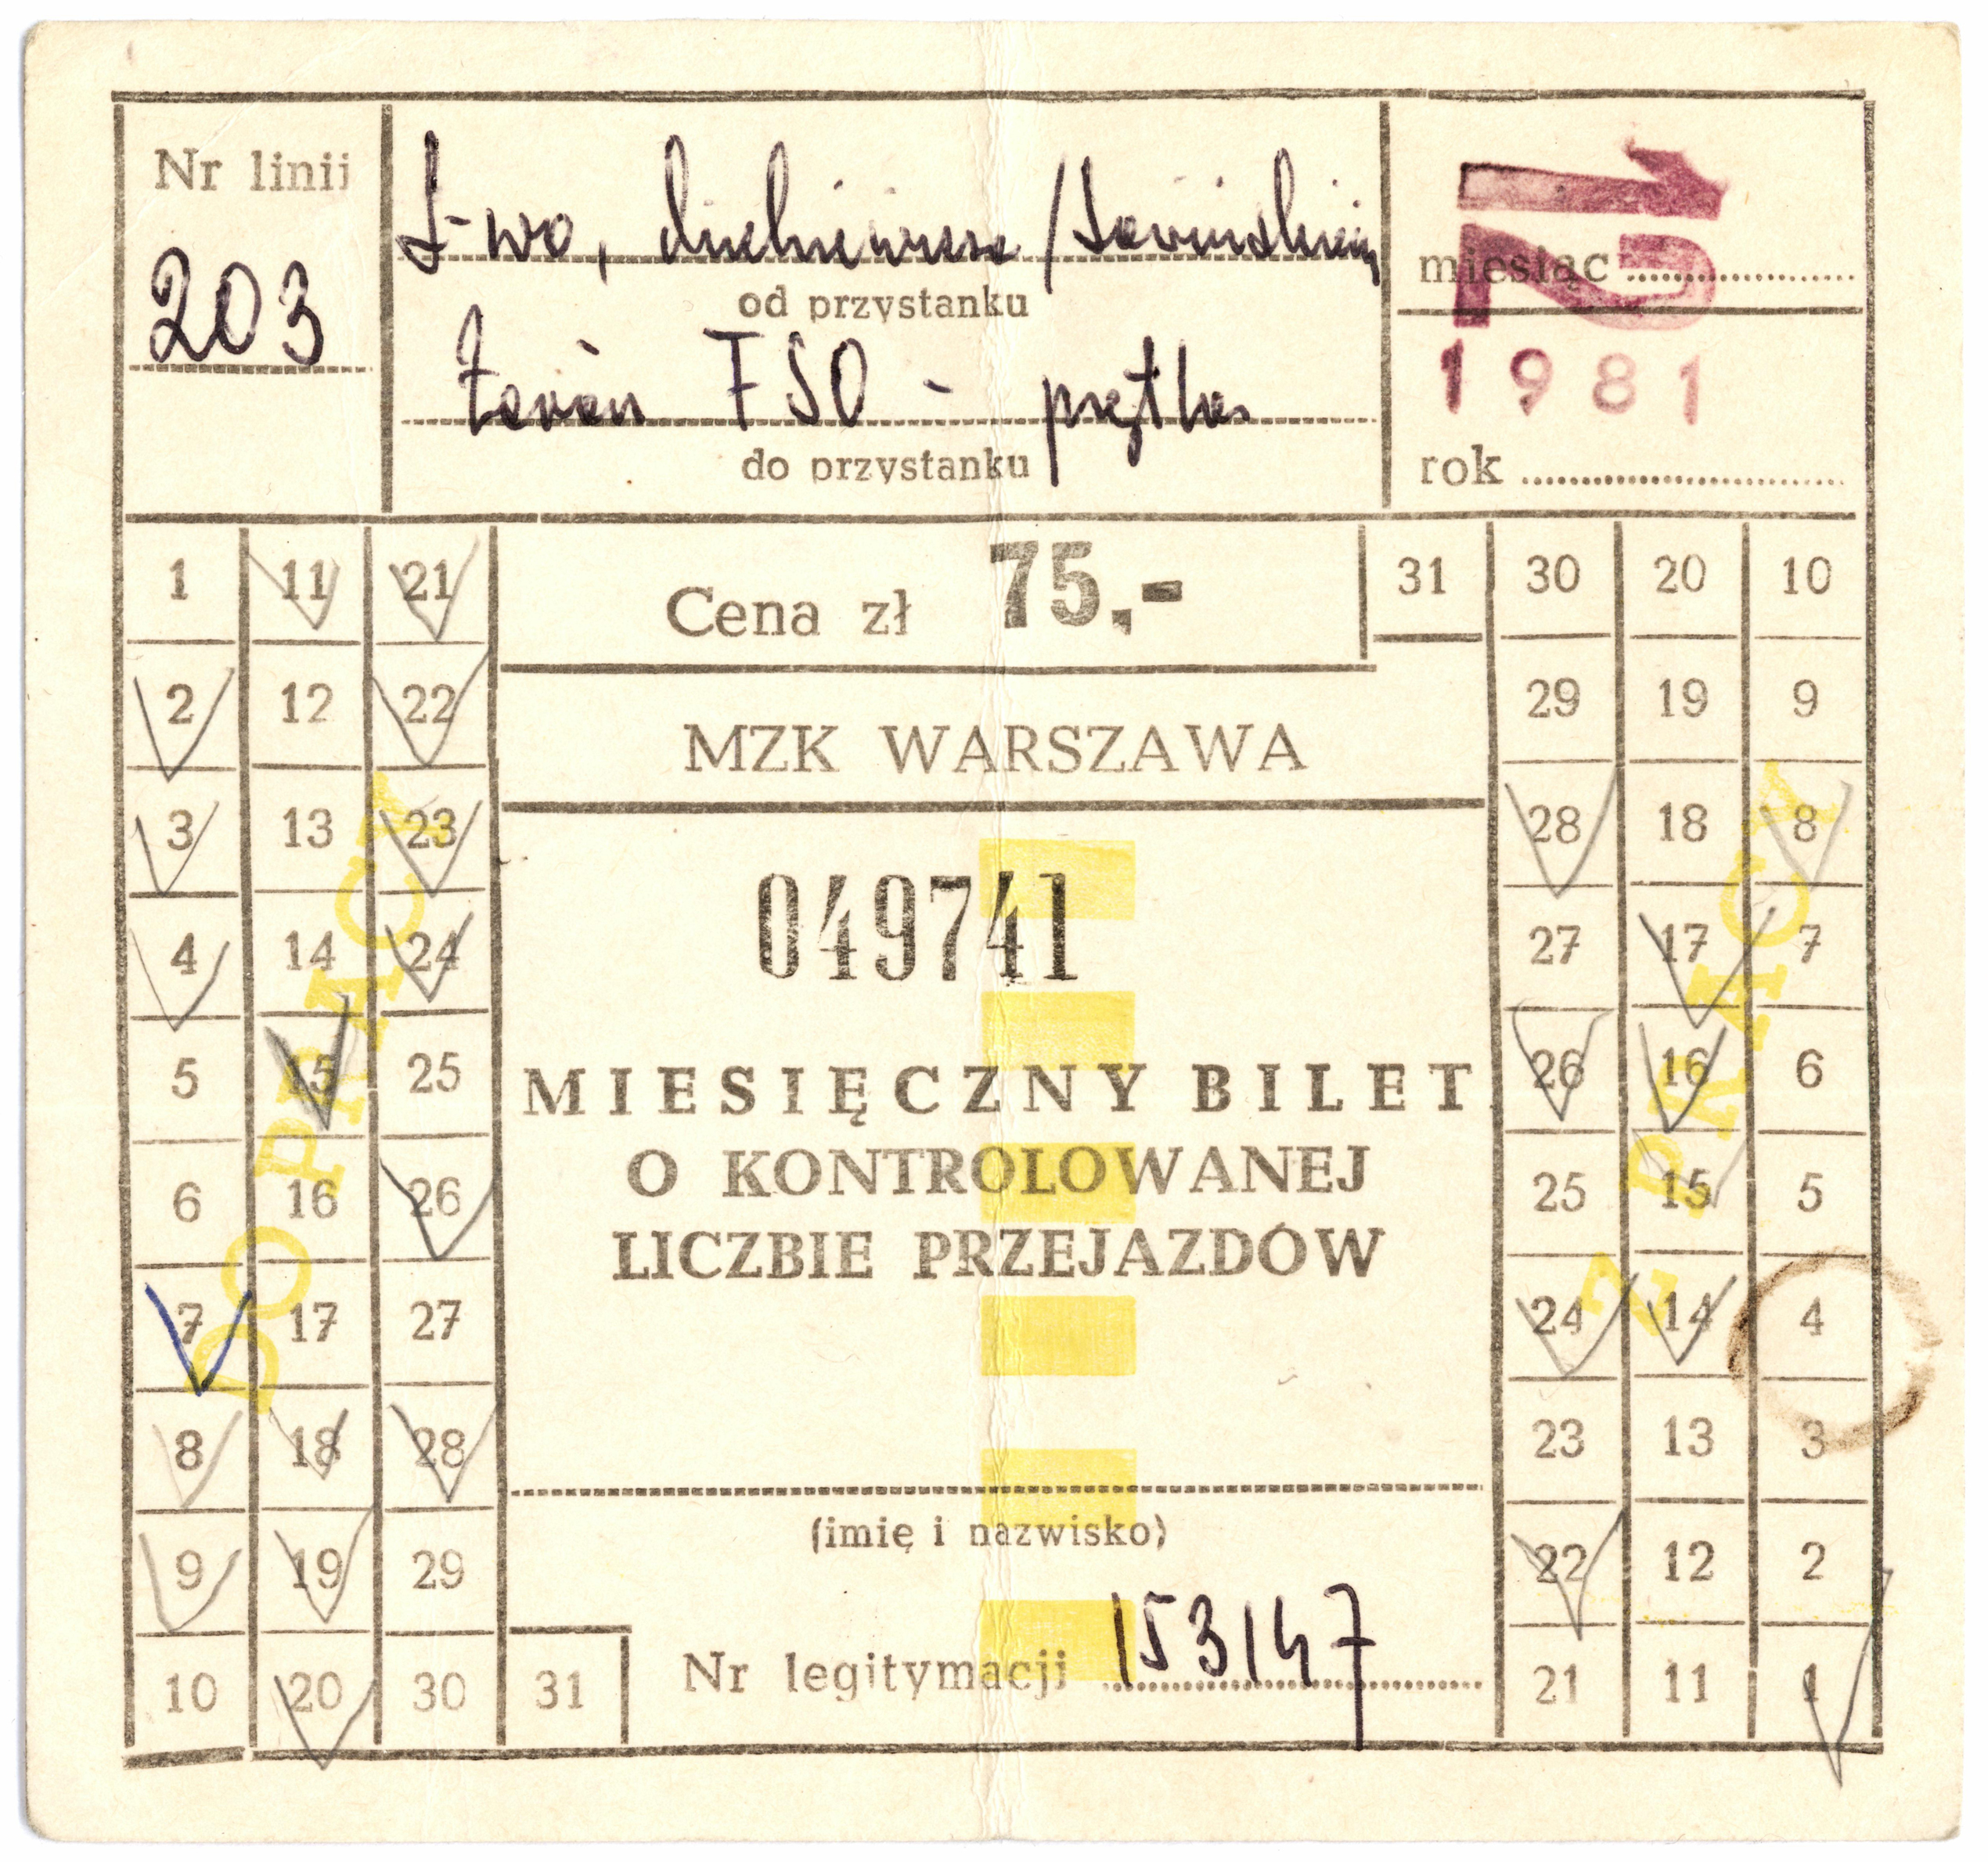 Nr linii
203
L-wo,
od przystanku
Żerań FSO - pętla
do przystanku
12
miesiąc
1981
rok
1 11 21
2 12 22
3 13 23
4 14 24
5 15 25
6 16 26
7 17 27
8 18 28
9 19 29
10 20 30 31
DO PRACY
Cena zł 75,-
MZK WARSZAWA
049741
MIESIĘCZNY BILET
O KONTROLOWANEJ
LICZBIE PRZEJAZDÓW
(imię i nazwisko)
Nr legitymacji 153147
31 30 20 10
29 19 9
28 18 8
27 17 7
26 16 6
25 15 5
24 14 4
23 13 3
22 12 2
21 11 1
Z PRACY